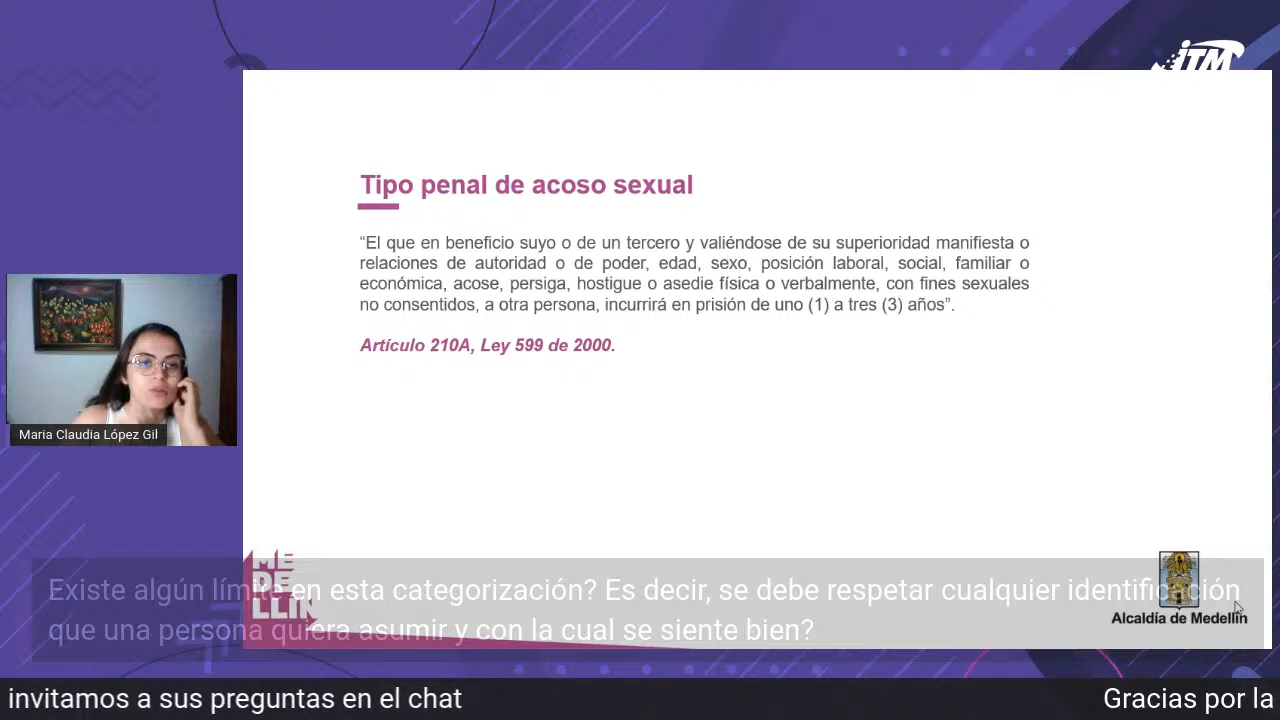 iTM
Tipo penal de acoso sexual
“El que en beneficio suyo o de un tercero y valiéndose de su superioridad manifiesta o
relaciones de autoridad o de poder, edad, sexo, posición laboral, social, familiar o
económica, acose, persiga, hostigue o asedie física o verbalmente, con fines sexuales
no consentidos, a otra persona, incurrirá en prisión de uno (1) a tres (3) años”.
Artículo 210A, Ley 599 de 2000.
Maria Claudia López Gil
ME
DE
LLÍN
Alcaldía de Medellín
Existe algún límite en esta categorización? Es decir, se debe respetar cualquier identificación
que una persona quiera asumir y con la cual se siente bien?
invitamos a sus preguntas en el chat
Gracias por la